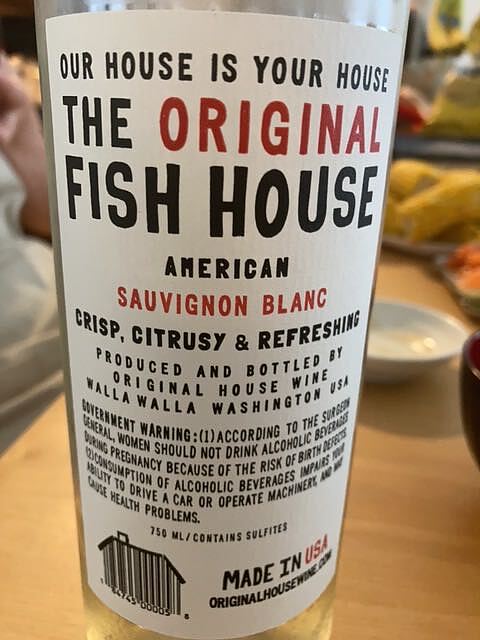 OUR HOUSE IS YOUR HOUSE
THE ORIGINAL
FISH HOUSE
AMERICAN
SAUVIGNON BLANC
CRISP, CITRUSY & REFRESHING
PRODUCED AND BOTTLED BY
ORIGINAL HOUSE WINE
WALLA WALLA WASHINGTON USA
GOVERNMENT WARNING:(1)ACCORDING TO THE SURGEON
GENERAL, WOMEN SHOULD NOT DRINK ALCOHOLIC BEVERAGES
DURING PREGNANCY BECAUSE OF THE RISK OF BIRTH DEFECTS.
(2)CONSUMPTION OF ALCOHOLIC BEVERAGES IMPAIRS YOUR
ABILITY TO DRIVE A CAR OR OPERATE MACHINERY, AND MAY
CAUSE HEALTH PROBLEMS.
750 ML/CONTAINS SULFITES
MADE IN USA
ORIGINALHOUSEWINE.COM